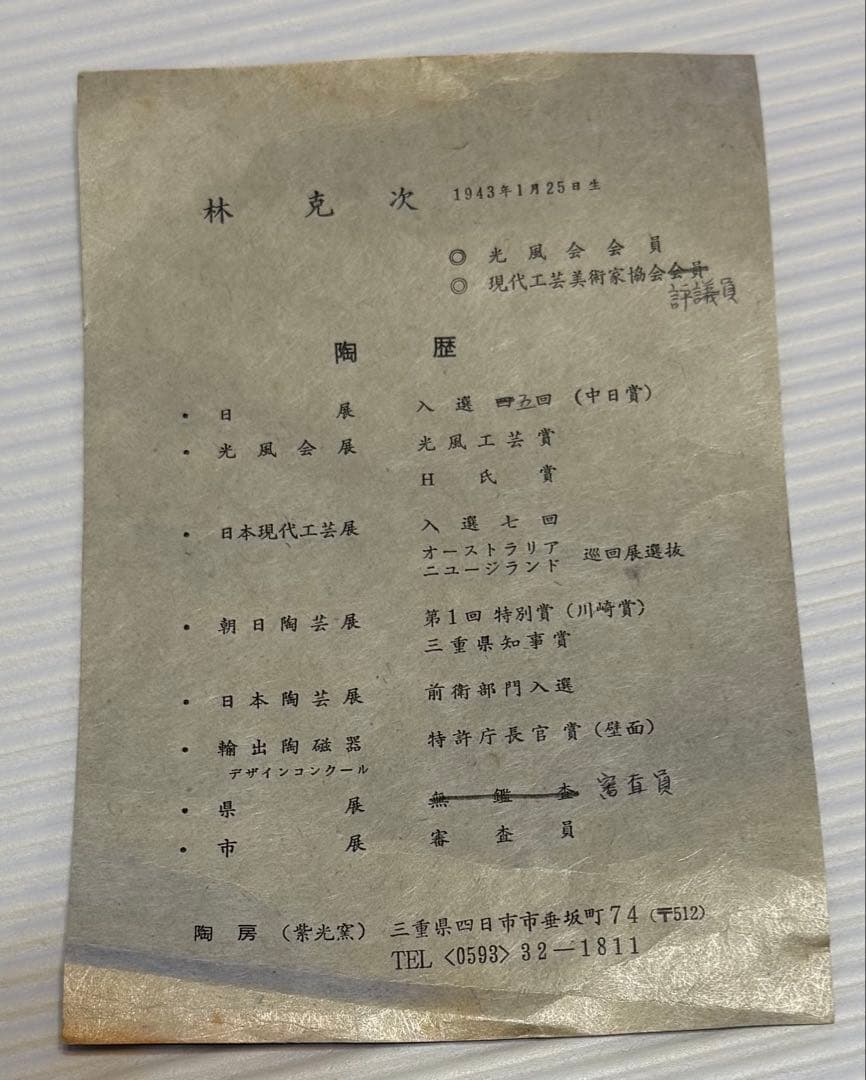 林克次 1943年1月25日生
◎ 光風会会員
◎ 現代工芸美術家協会会員
評議員
陶歴
・日展 入選 四五回 (中日賞)
・光風会展 光風工芸賞
H氏賞
・日本現代工芸展 入選七回
オーストラリア
ニュージランド 巡回展選抜
・朝日陶芸展 第1回 特別賞 (川崎賞)
三重県知事賞
・日本陶芸展 前衛部門入選
・輸出陶磁器 特許庁長官賞 (壁面)
デザインコンクール
・県展 無鑑査 審査員
・市展 審査員
陶房 (紫光窯) 三重県四日市市垂坂町74 (〒512)
TEL <0593> 32-1811